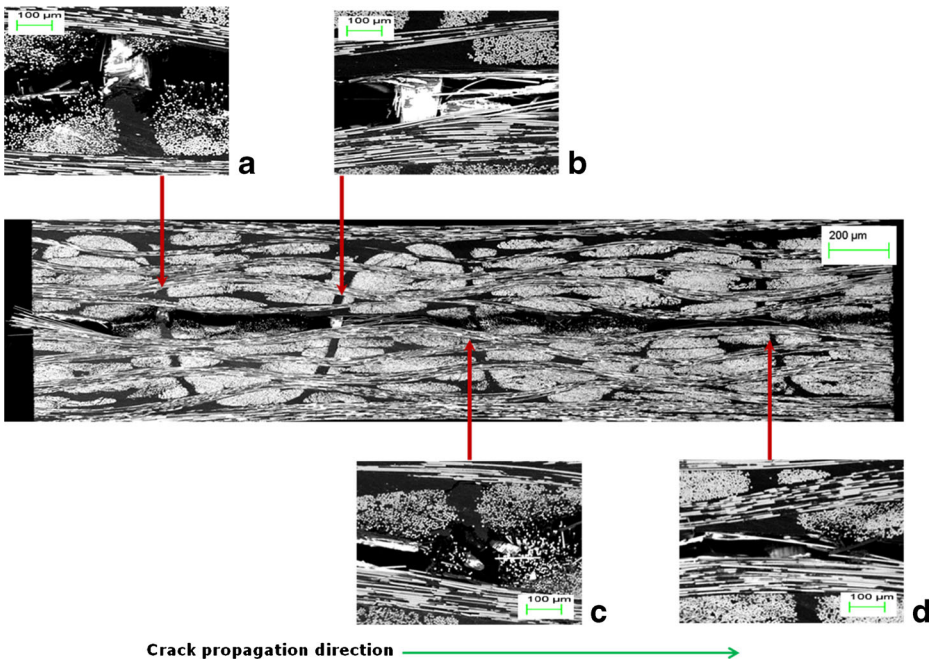 100 µm
100 µm
a
b
200 µm
100 µm
c
100 µm
d
Crack propagation direction